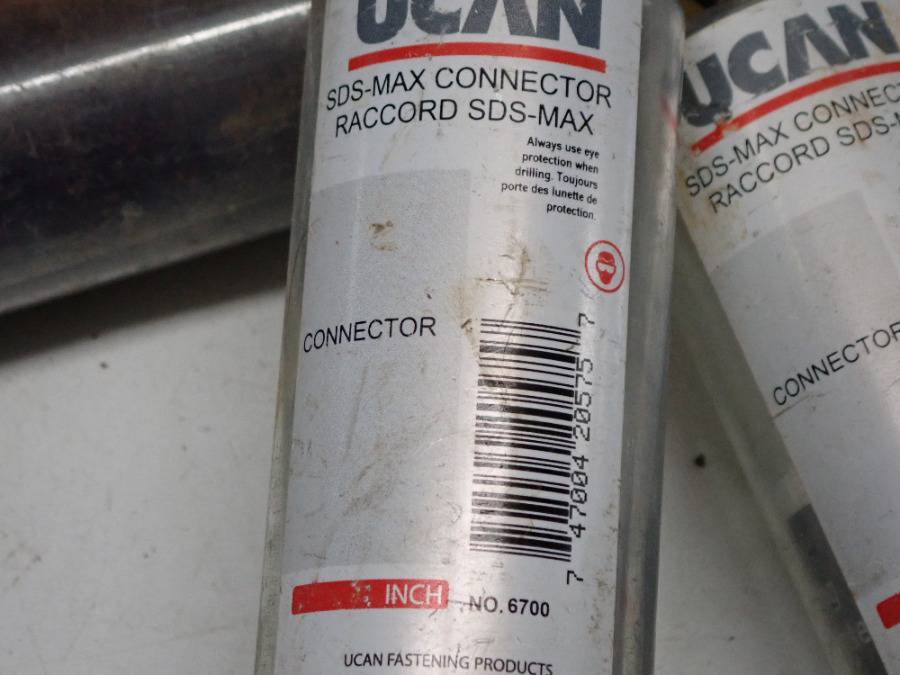 UCAN
SDS-MAX CONNECTOR
RACCORD SDS-MAX
Always use eye
protection when
drilling. Toujours
porte des lunette de
protection.
CONNECTOR
7 47004 20575 7
INCH
NO. 6700
UCAN FASTENING PRODUCTS
UCAN
SDS-MAX CONNEC
RACCORD SDS-
CONNECTOR